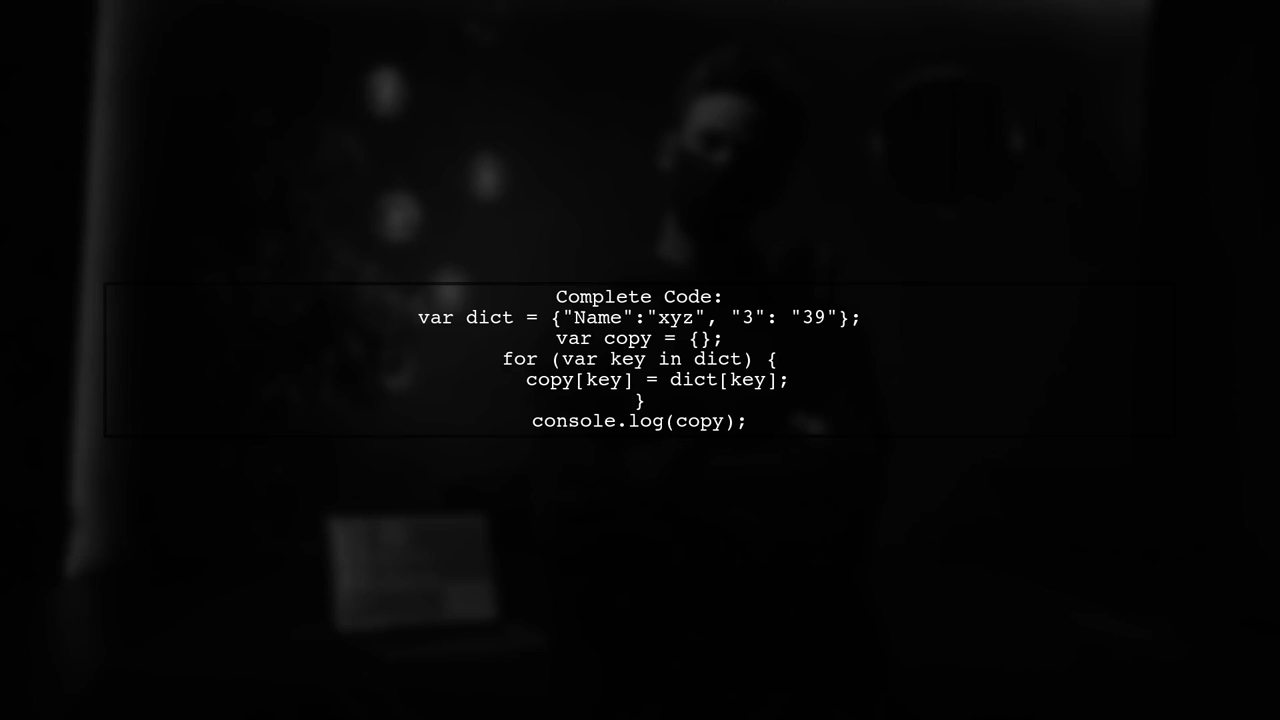 Complete Code:
var dict = {"Name":"xyz", "3": "39"};
var copy = {};
for (var key in dict) {
copy[key] = dict[key];
}
console.log(copy);